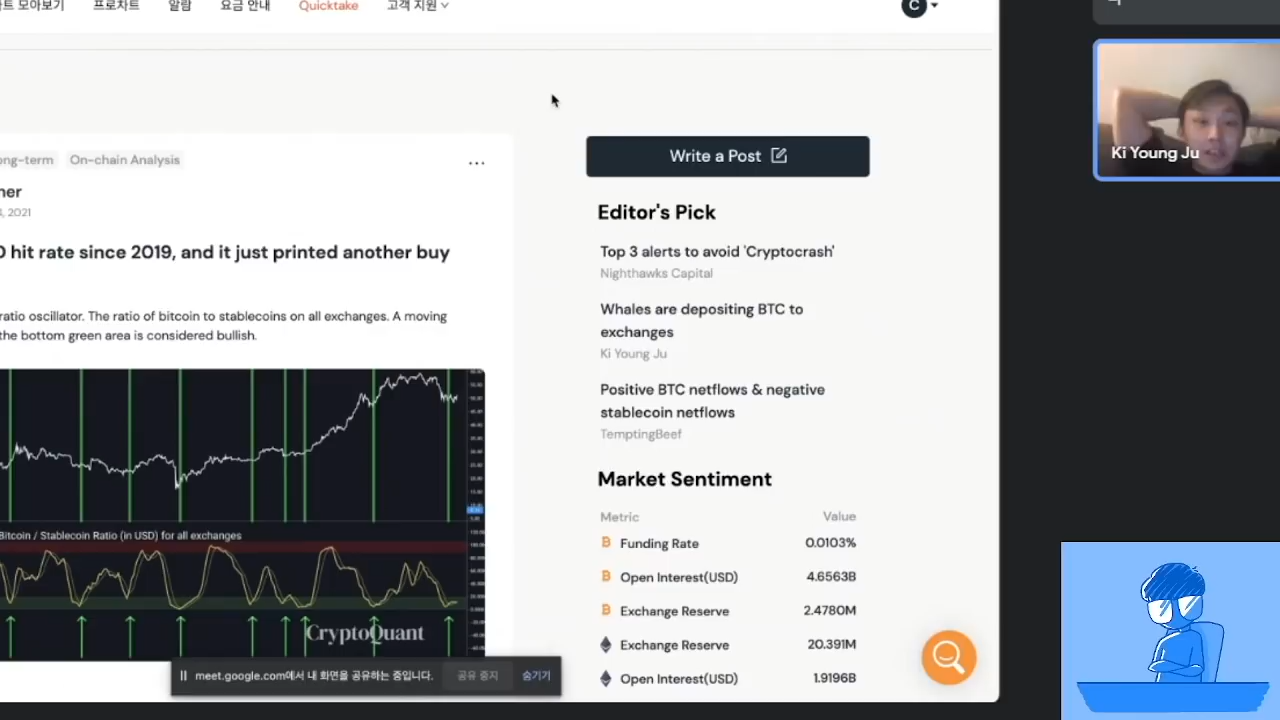 트 모아보기 프로차트 알람 요금 안내 Quicktake 고객 지원
C
ong-term On-chain Analysis
...
ner
, 2021
0 hit rate since 2019, and it just printed another buy
ratio oscillator. The ratio of bitcoin to stablecoins on all exchanges. A moving
the bottom green area is considered bullish.
Bitcoin / Stablecoin Ratio (in USD) for all exchanges
CryptoQuant
meet.google.com에서 내 화면을 공유하는 중입니다. 공유 중지 숨기기
Write a Post
Editor's Pick
Top 3 alerts to avoid 'Cryptocrash'
Nighthawks Capital
Whales are depositing BTC to
exchanges
Ki Young Ju
Positive BTC netflows & negative
stablecoin netflows
TemptingBeef
Market Sentiment
Metric Value
Funding Rate 0.0103%
Open Interest(USD) 4.6563B
Exchange Reserve 2.4780M
Exchange Reserve 20.391M
Open Interest(USD) 1.9196B
Ki Young Ju